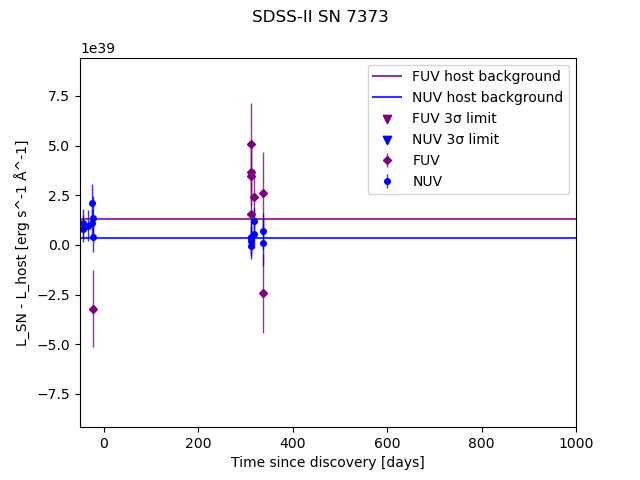 SDSS-II SN 7373
1e39
FUV host background
NUV host background
FUV 3σ limit
NUV 3σ limit
FUV
NUV
7.5
5.0
2.5
0.0
−2.5
−5.0
−7.5
L_SN - L_host [erg s^-1 Å^-1]
0 200 400 600 800 1000
Time since discovery [days]